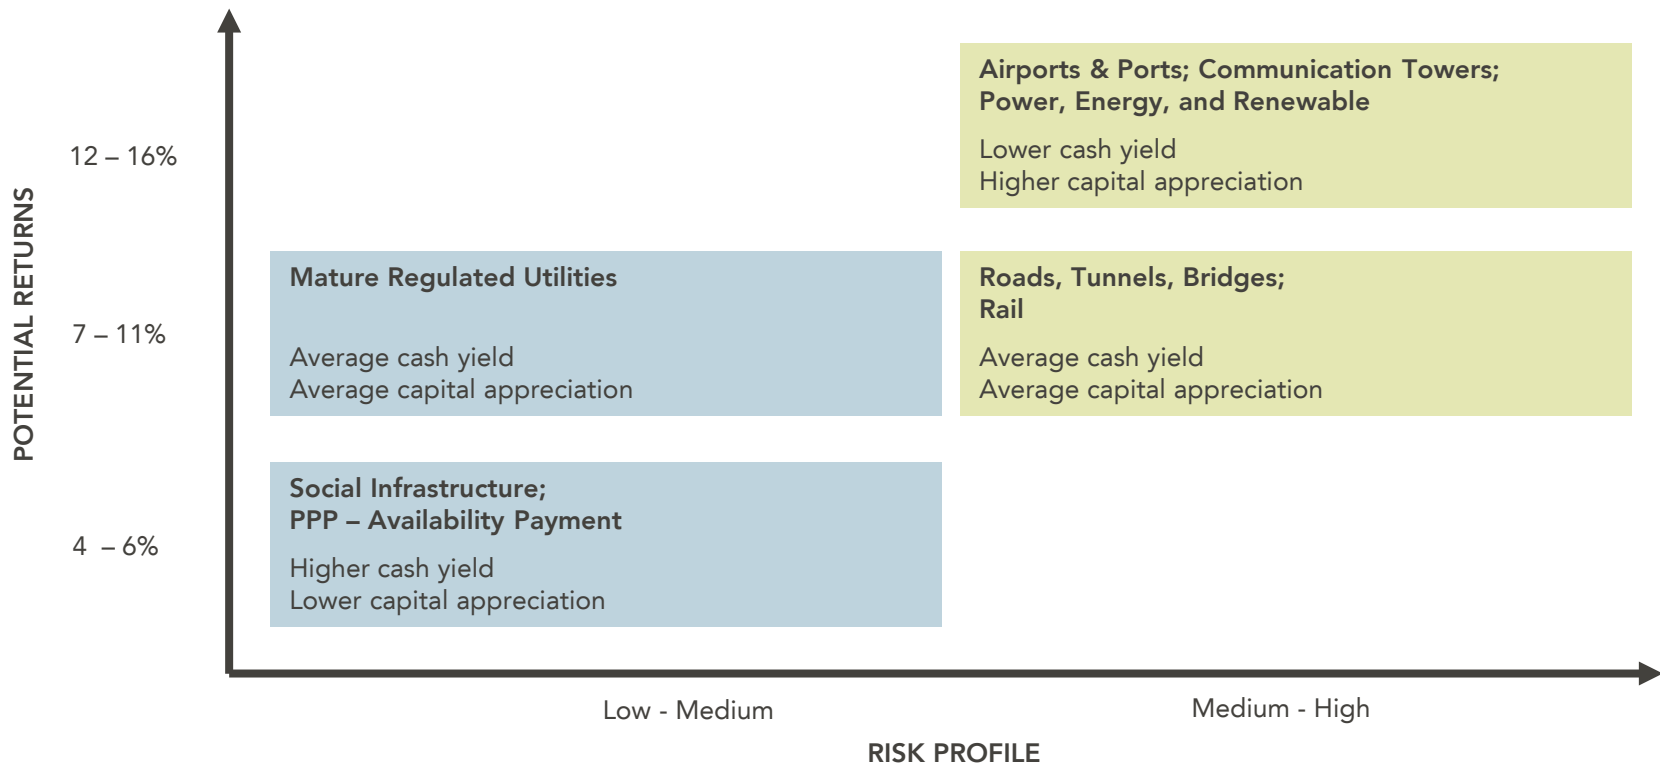 POTENTIAL RETURNS
12 – 16%
Airports & Ports; Communication Towers;
Power, Energy, and Renewable
Lower cash yield
Higher capital appreciation
7 – 11%
Mature Regulated Utilities
Average cash yield
Average capital appreciation
Roads, Tunnels, Bridges;
Rail
Average cash yield
Average capital appreciation
4 – 6%
Social Infrastructure;
PPP – Availability Payment
Higher cash yield
Lower capital appreciation
Low - Medium
Medium - High
RISK PROFILE